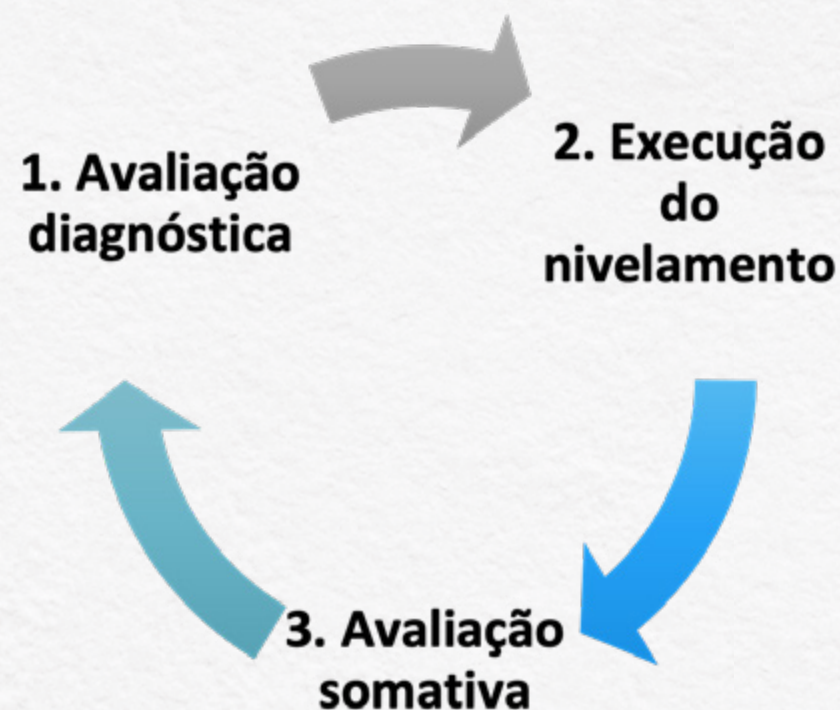 1. Avaliação
diagnóstica
2. Execução
do
nivelamento
3. Avaliação
somativa